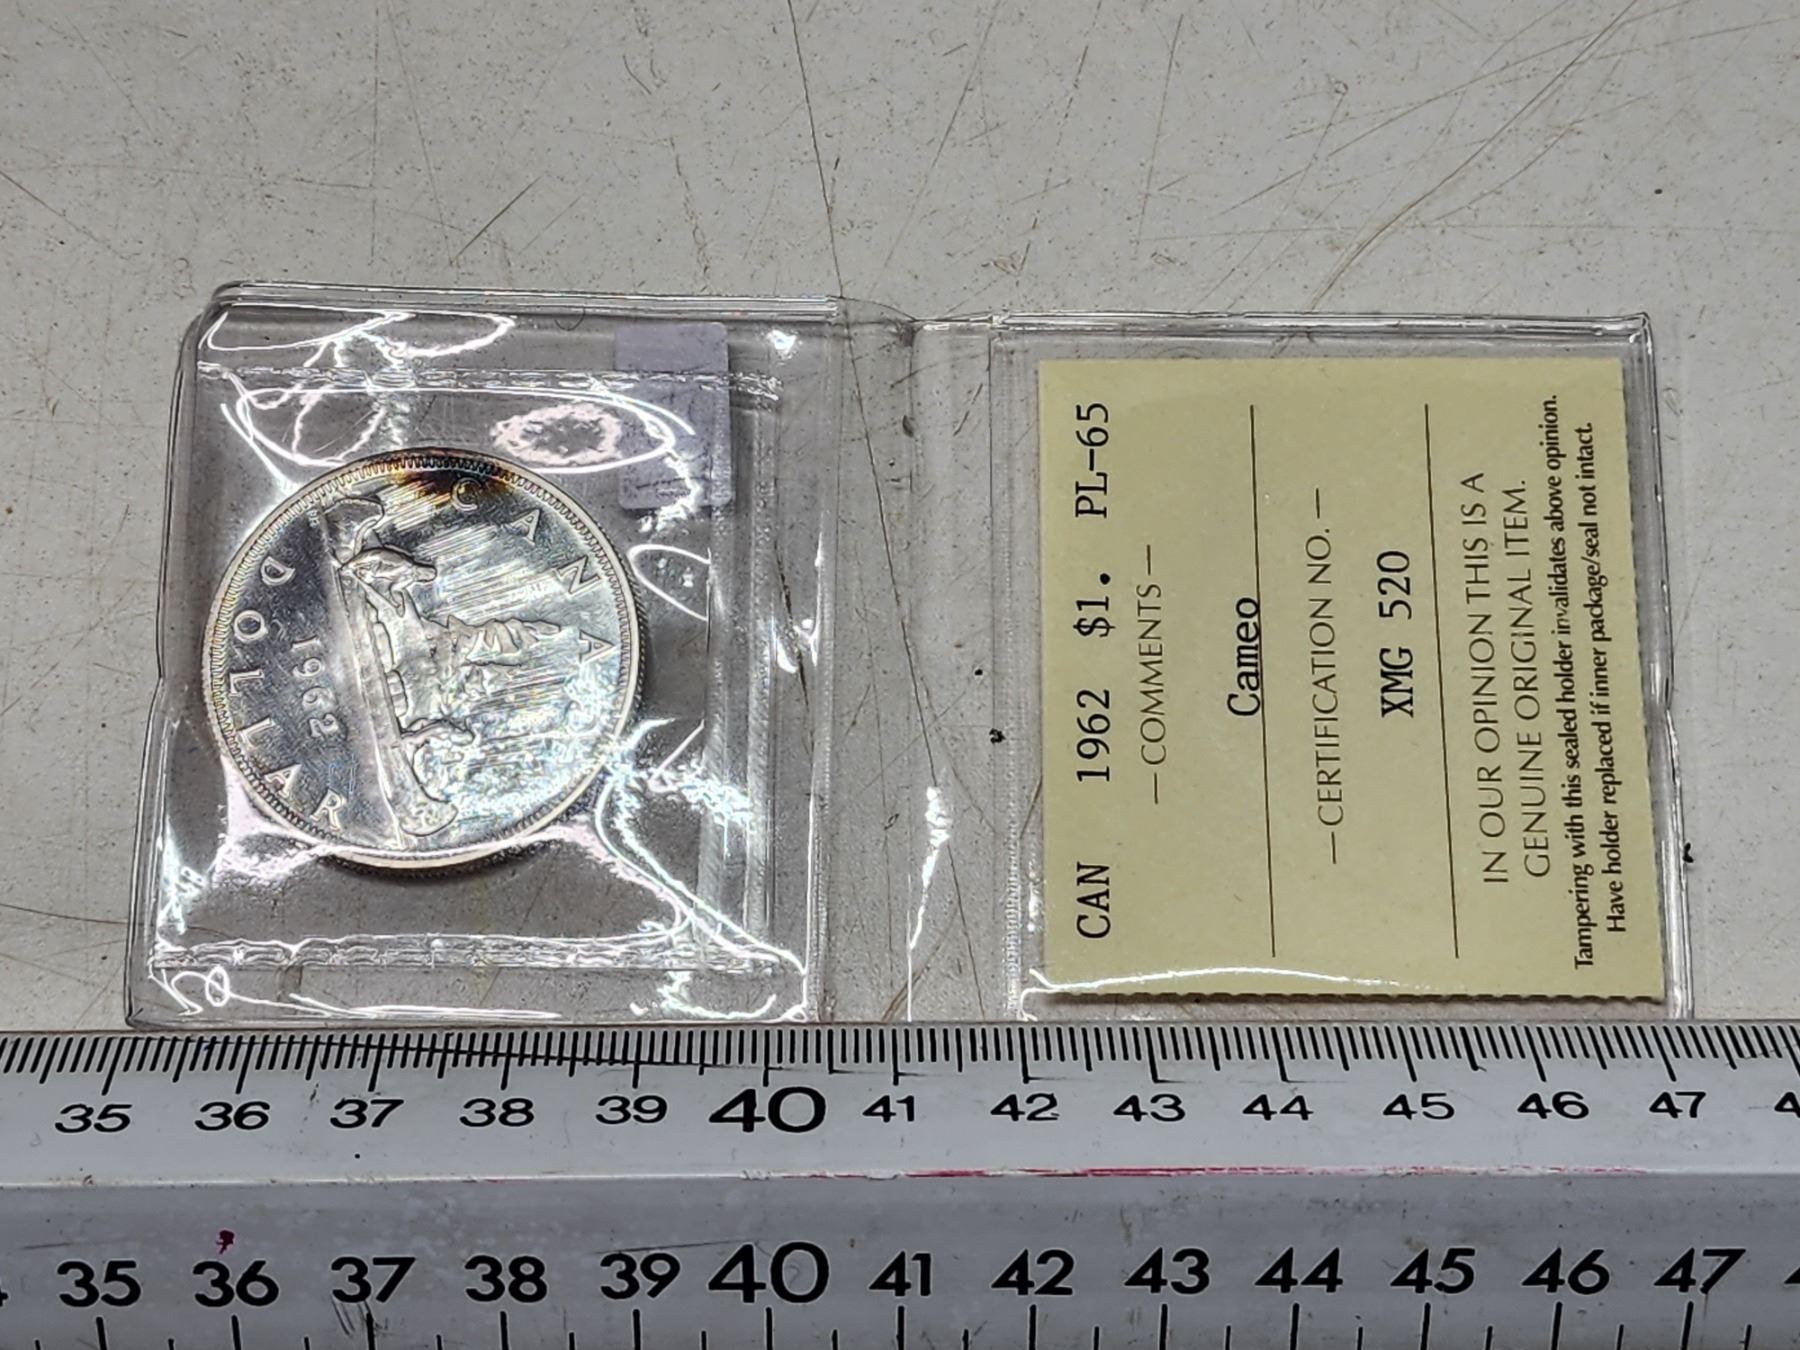 CANADA
1962
DOLLAR
CAN 1962 $1. PL-65
—COMMENTS—
Cameo
—CERTIFICATION NO.—
XMG 520
IN OUR OPINION THIS IS A
GENUINE ORIGINAL ITEM.
Tampering with this sealed holder invalidates above opinion.
Have holder replaced if inner package/seal not intact.
35 36 37 38 39 40 41 42 43 44 45 46 47
35 36 37 38 39 40 41 42 43 44 45 46 47